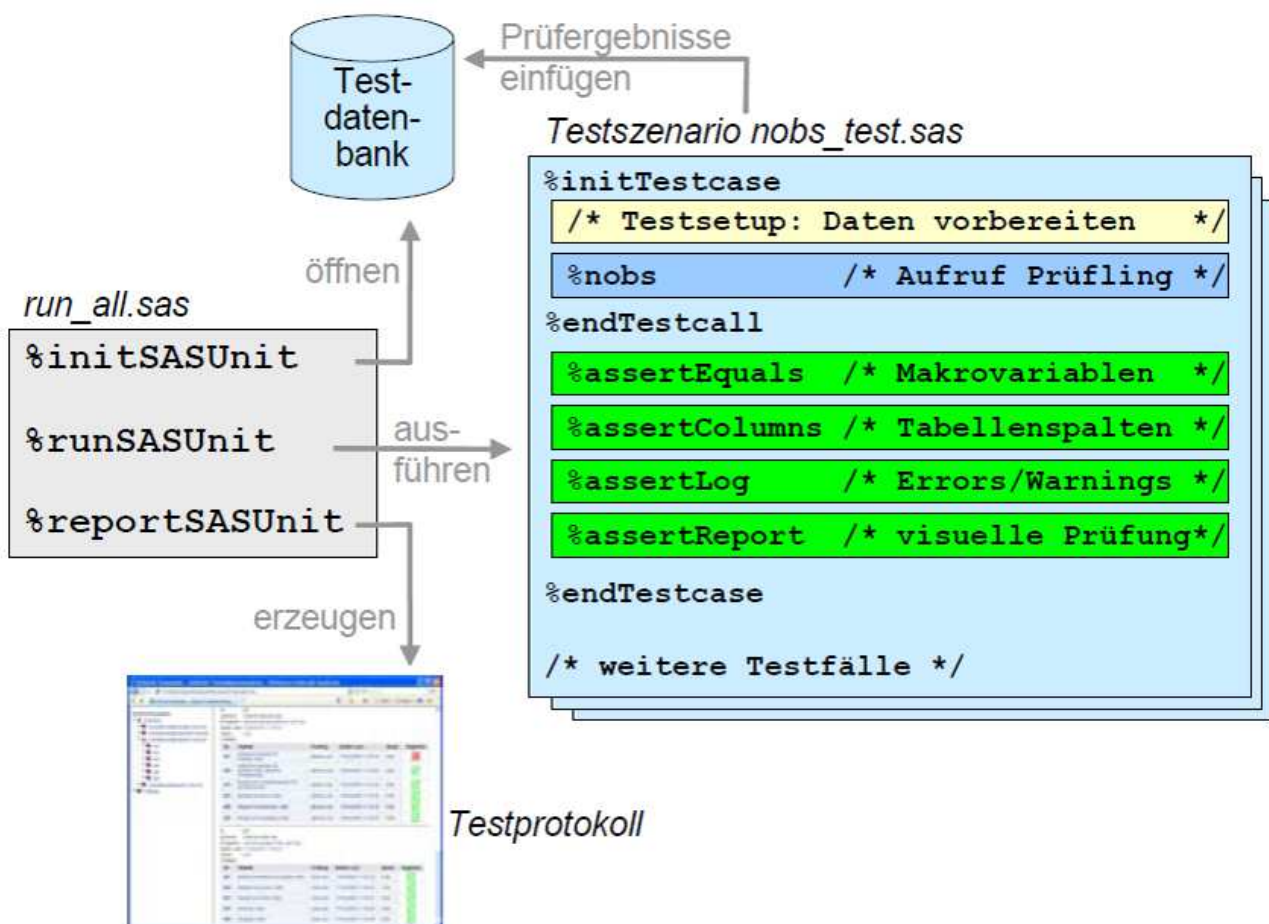 Prüfergebnisse
einfügen
Test-
daten-
bank
Testszenario nobs_test.sas
%initTestcase
/* Testsetup: Daten vorbereiten */
%nobs /* Aufruf Prüfling */
%endTestcall
%assertEquals /* Makrovariablen */
%assertColumns /* Tabellenspalten */
%assertLog /* Errors/Warnings */
%assertReport /* visuelle Prüfung*/
%endTestcase
/* weitere Testfälle */
öffnen
run_all.sas
%initSASUnit
%runSASUnit
%reportSASUnit
aus-
führen
erzeugen
Testprotokoll